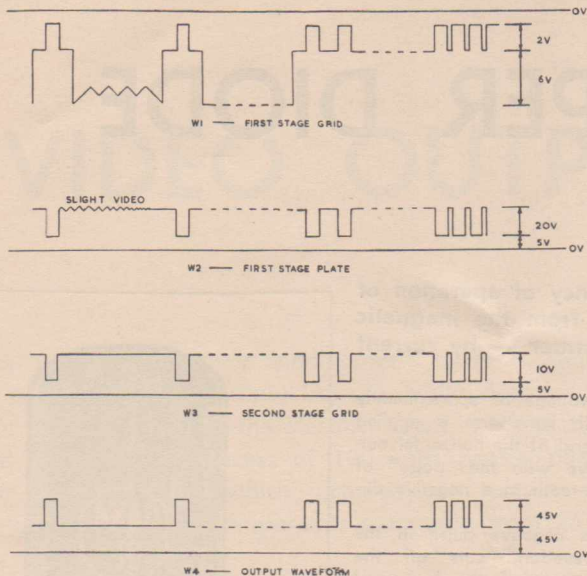 OV
2V
6V
W1 — FIRST STAGE GRID
SLIGHT VIDEO
20V
5V
OV
W2 — FIRST STAGE PLATE
10V
5V
OV
W3 — SECOND STAGE GRID
45V
45V
OV
W4 — OUTPUT WAVEFORM